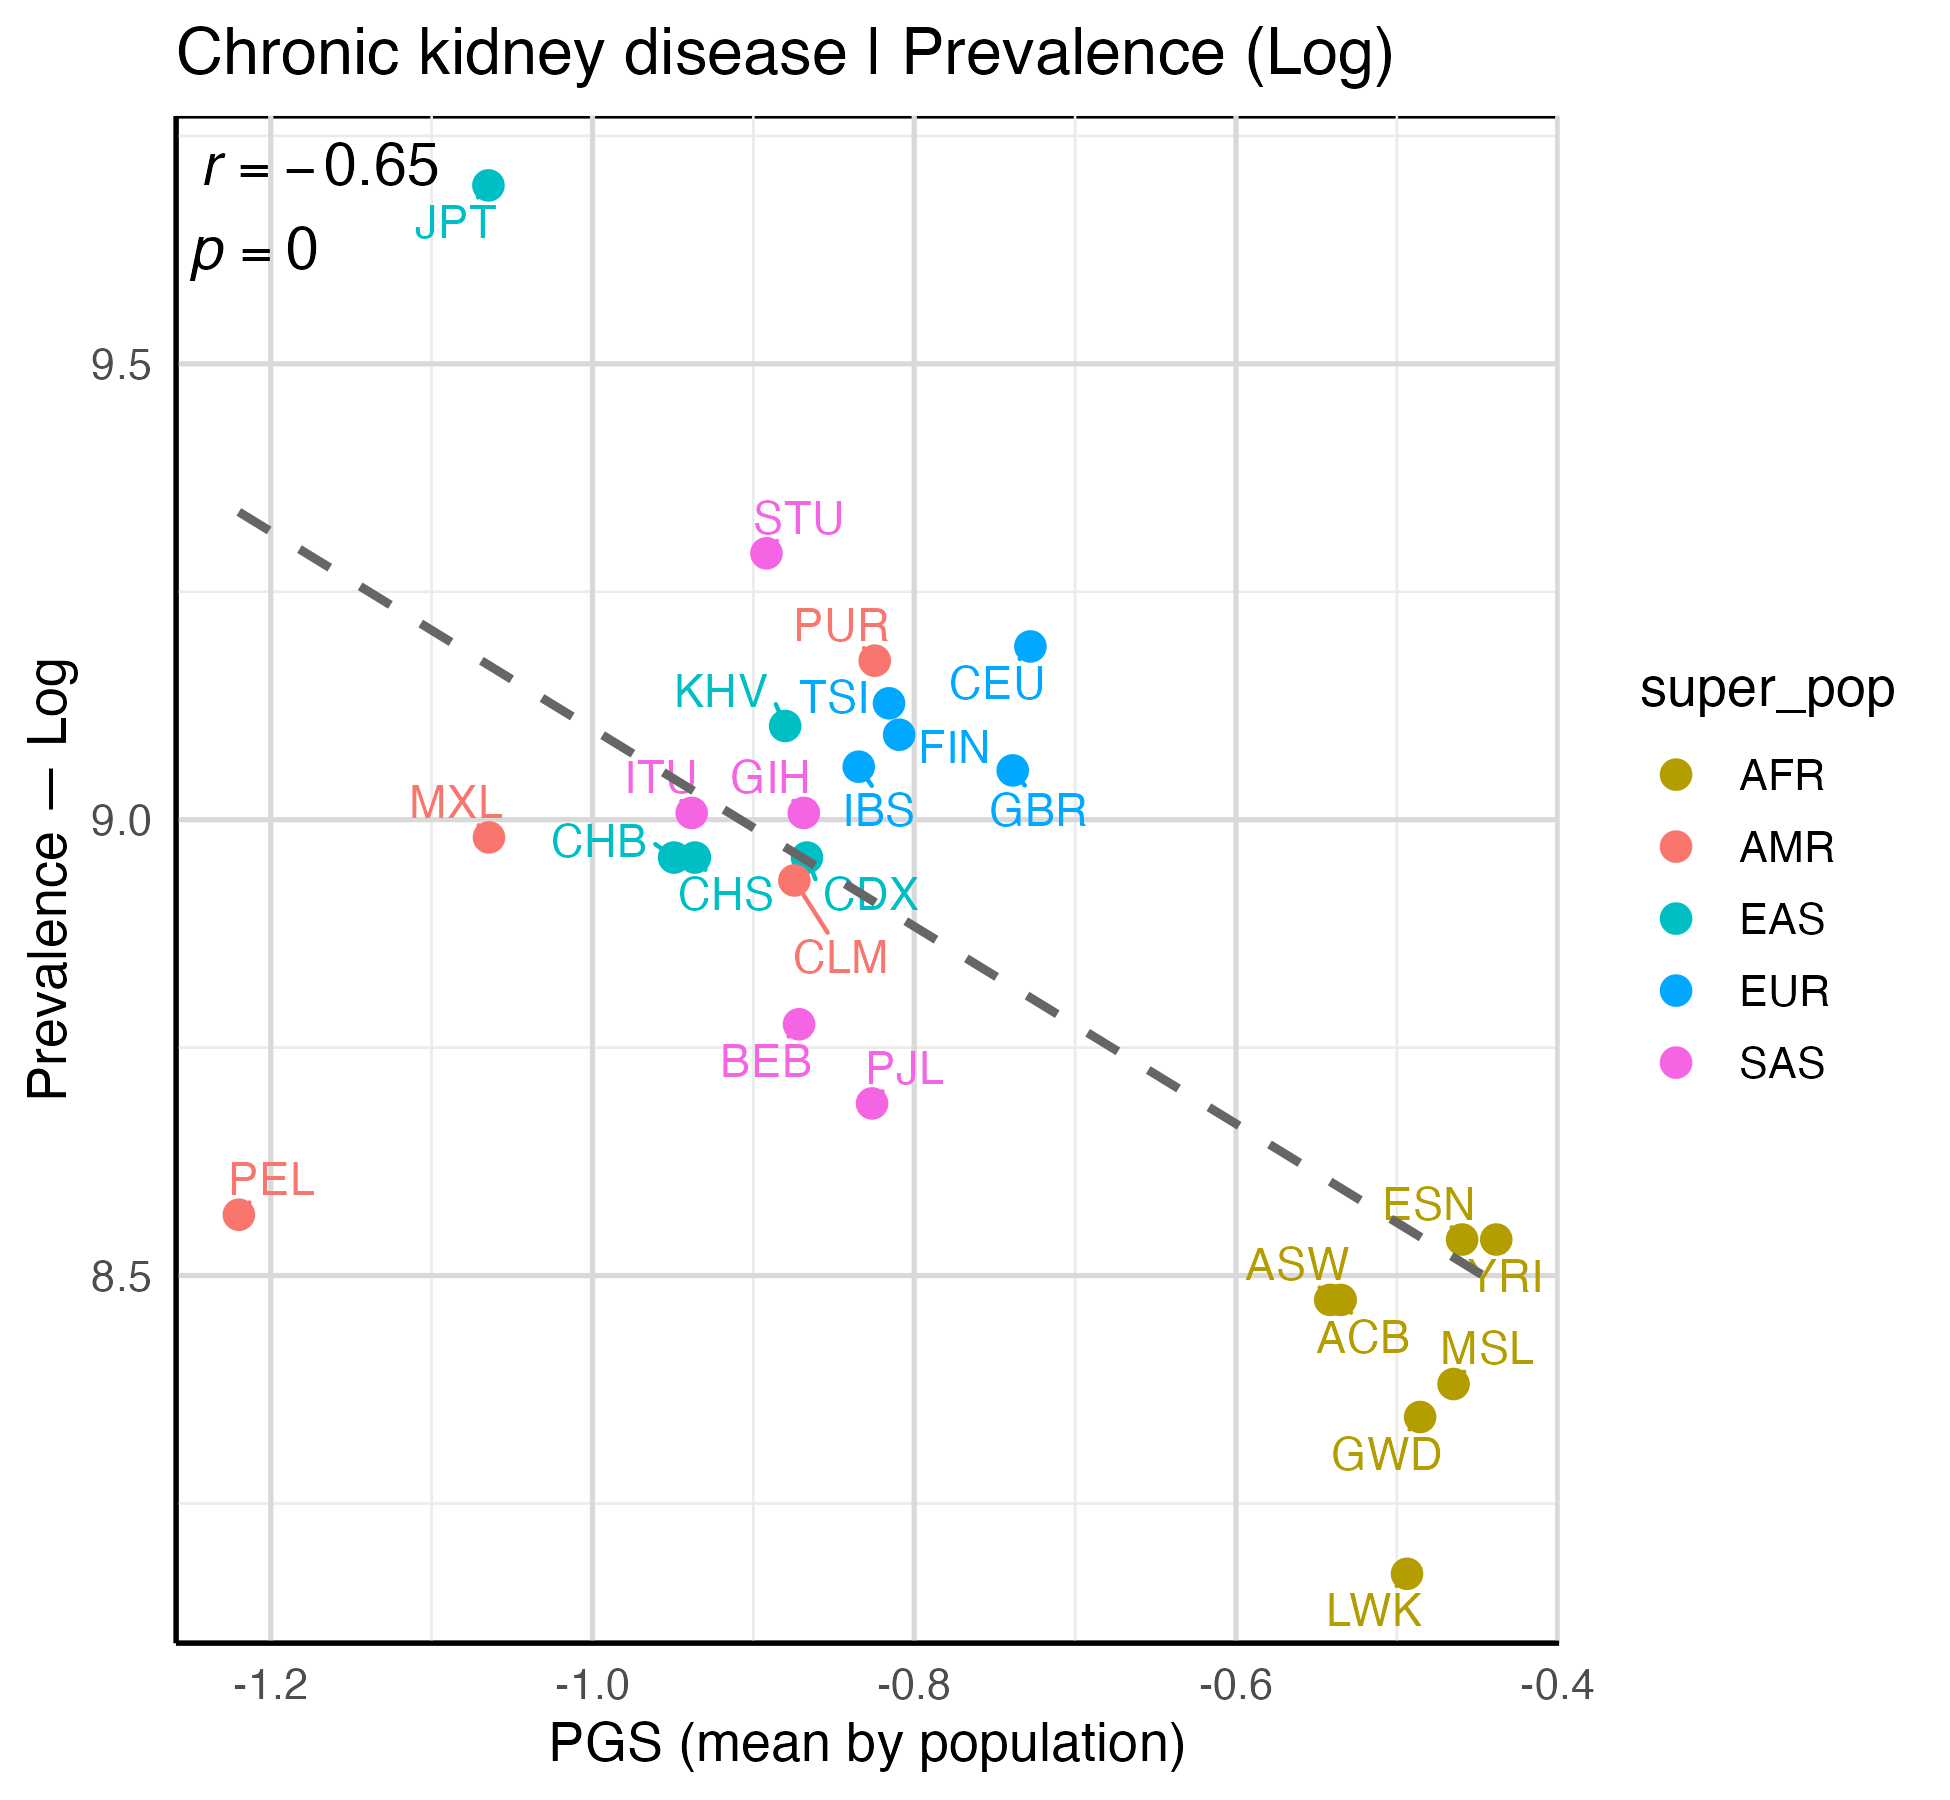 Chronic kidney disease | Prevalence (Log)
r = −0.65
p = 0
JPT
9.5
STU
PUR
CEU
KHV
TSI
FIN
ITU
GIH
MXL
IBS
GBR
9.0
CHB
CHS
CDX
CLM
BEB
PJL
PEL
ESN
YRI
8.5
ASW
ACB
MSL
GWD
LWK
Prevalence − Log
-1.2
-1.0
-0.8
-0.6
-0.4
PGS (mean by population)
super_pop
AFR
AMR
EAS
EUR
SAS